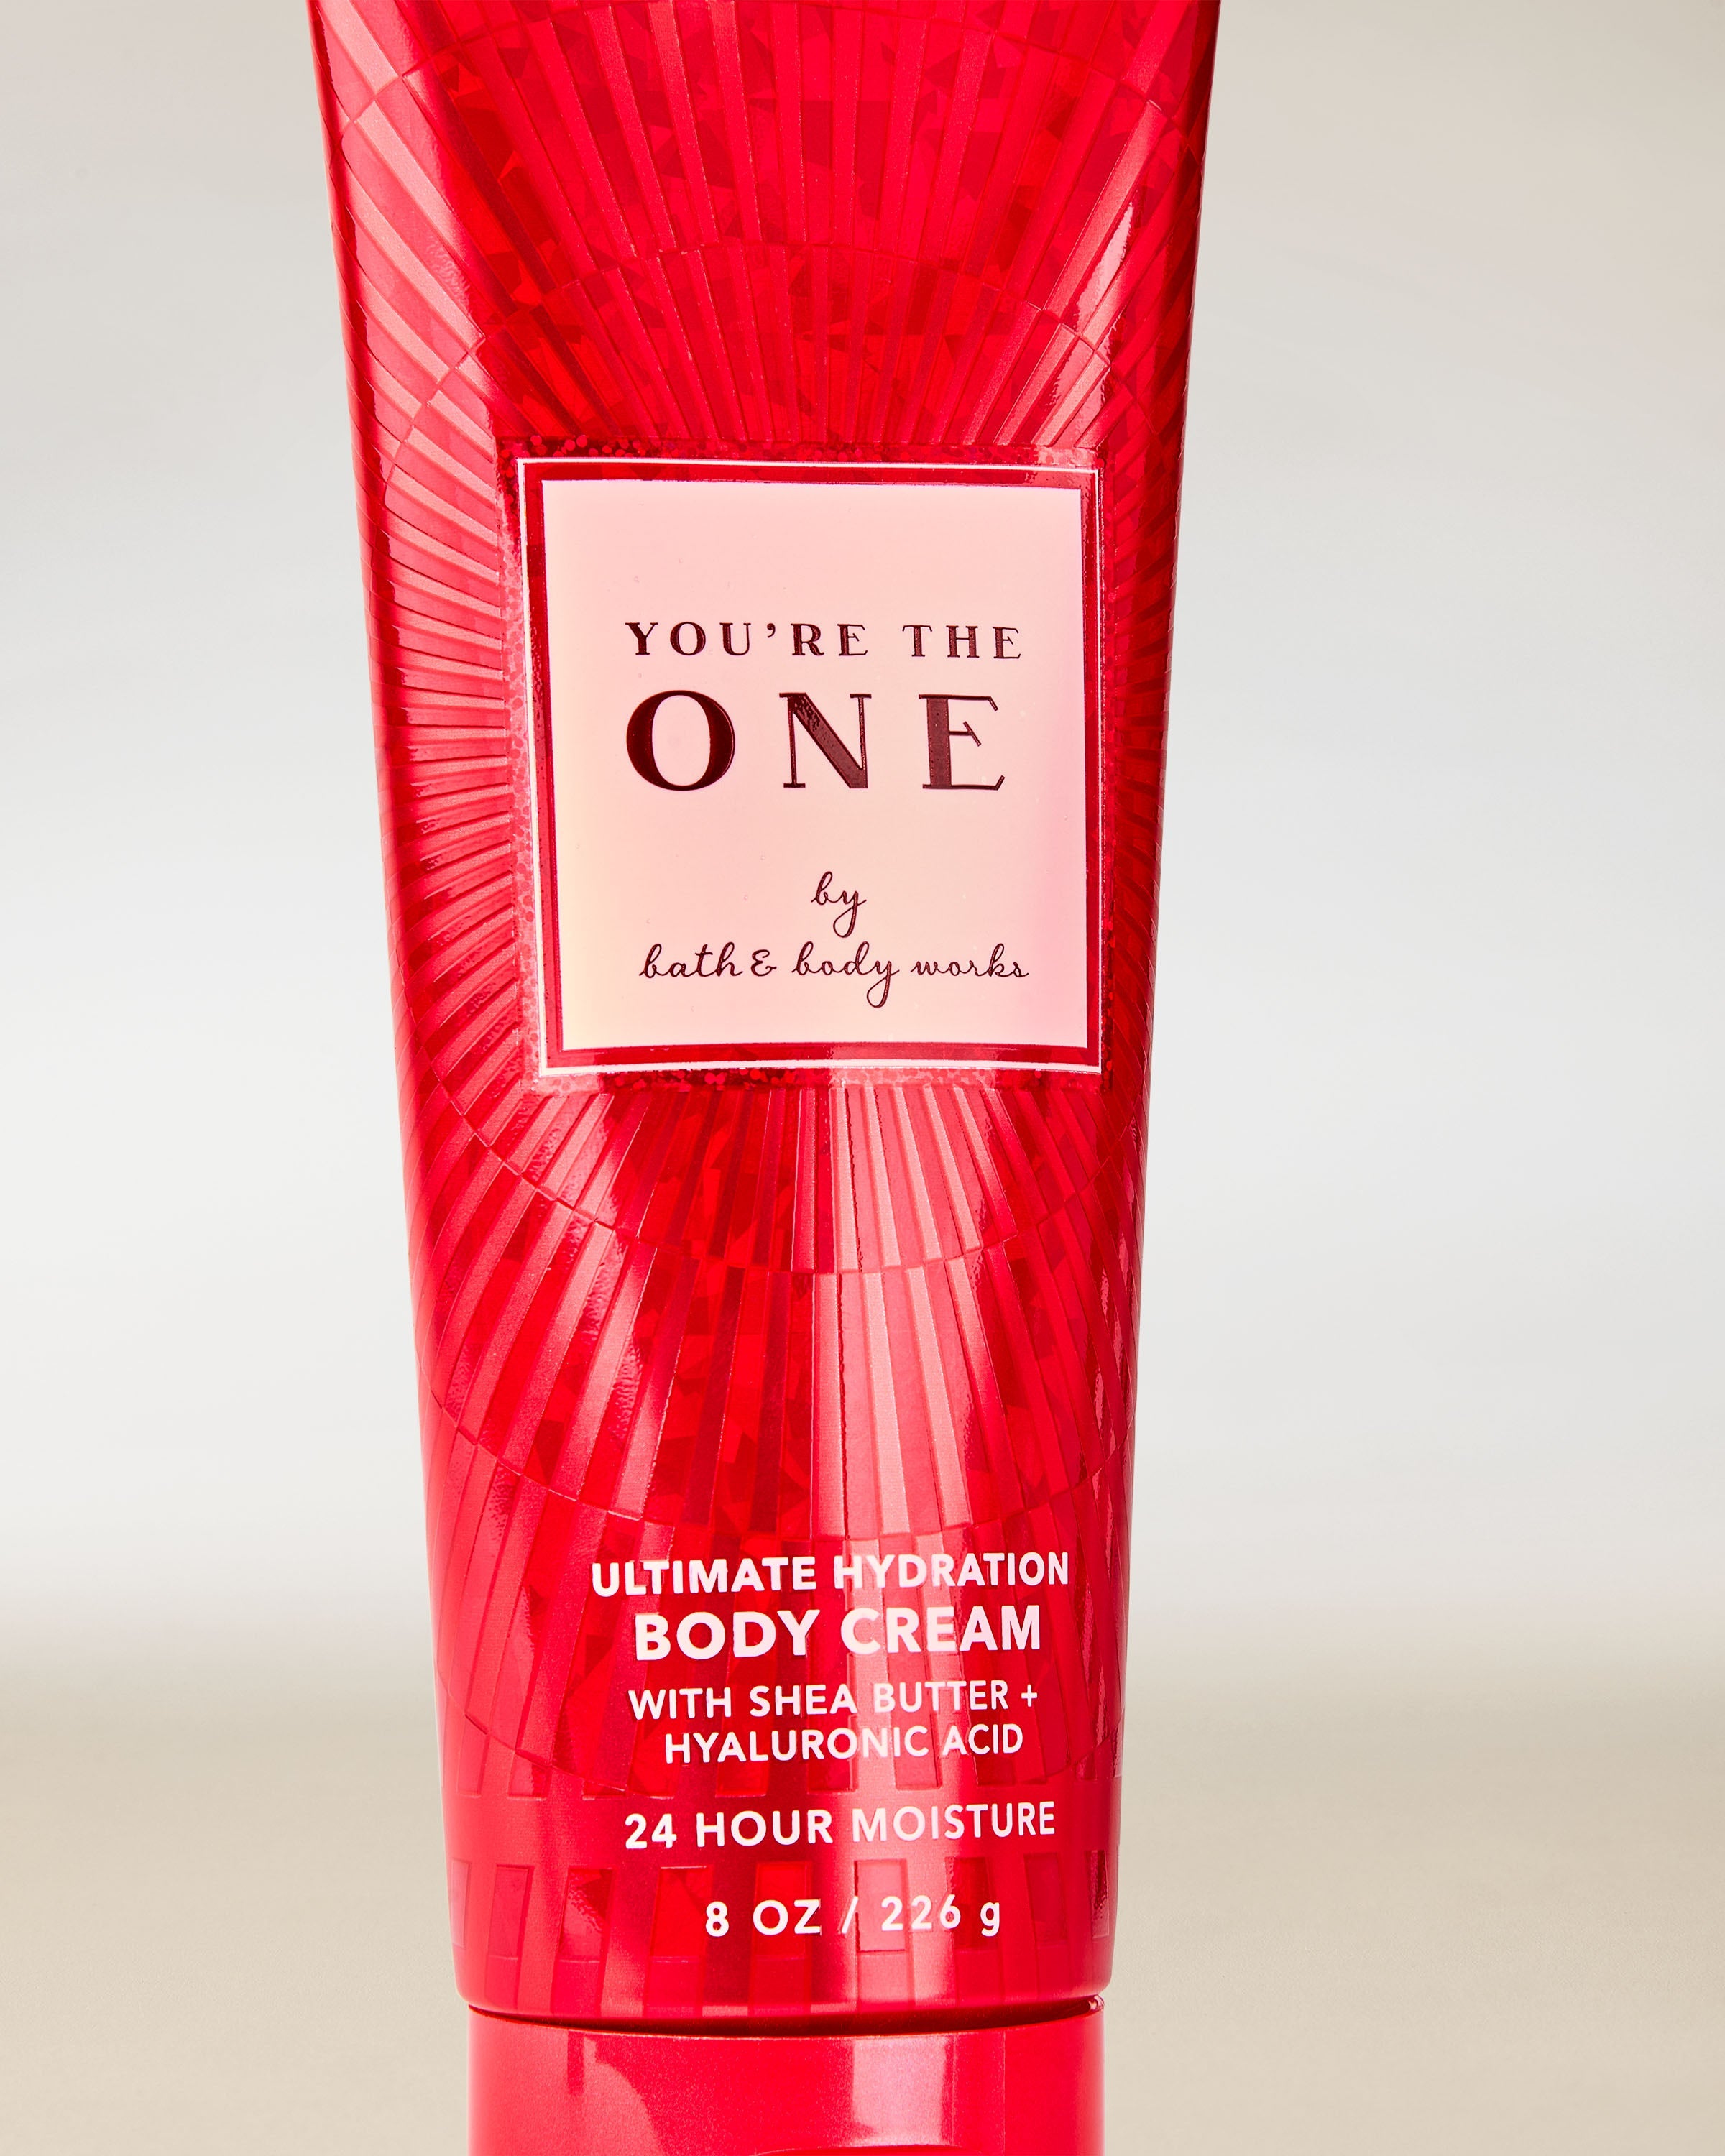 YOU'RE THE
ONE
by
bath & body works
ULTIMATE HYDRATION
BODY CREAM
WITH SHEA BUTTER +
HYALURONIC ACID
24 HOUR MOISTURE
8 OZ / 226 g